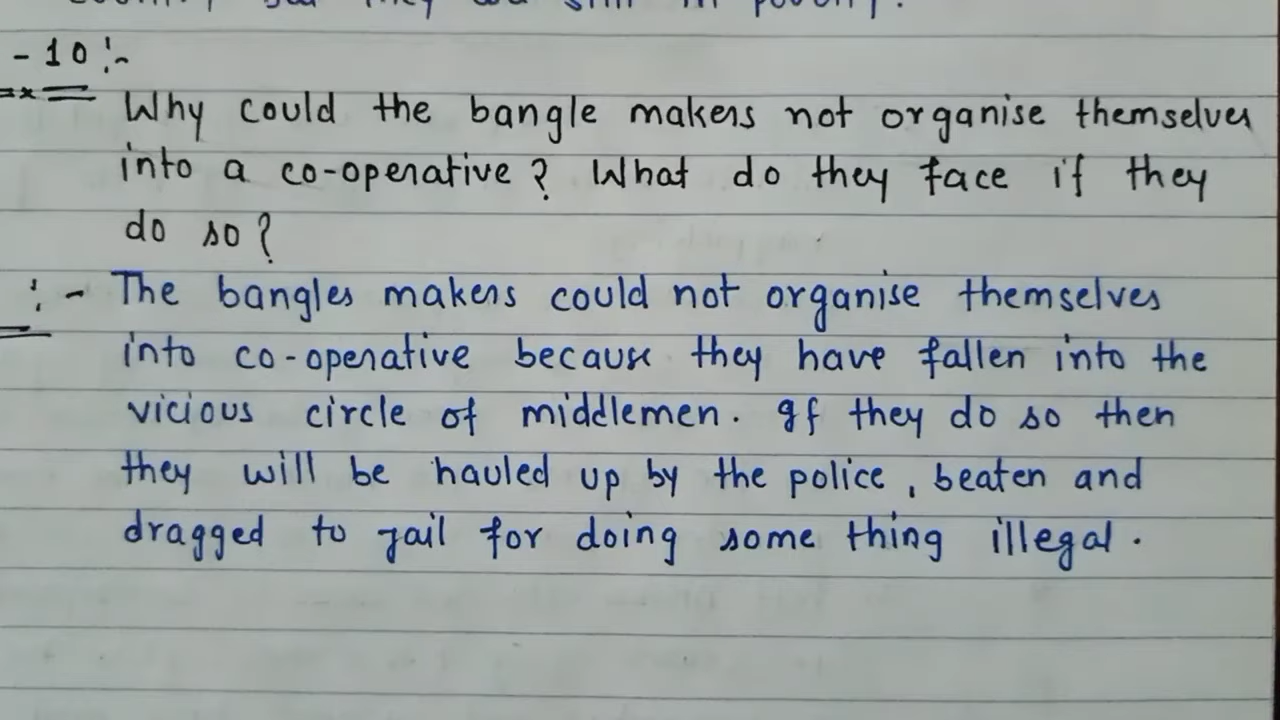 - 10 :-
Why could the bangle makers not organise themselves
into a co-operative ? What do they face if they
do so ?
:- The bangles makers could not organise themselves
into co-operative because they have fallen into the
vicious circle of middlemen. If they do so then
they will be hauled up by the police, beaten and
dragged to jail for doing some thing illegal.